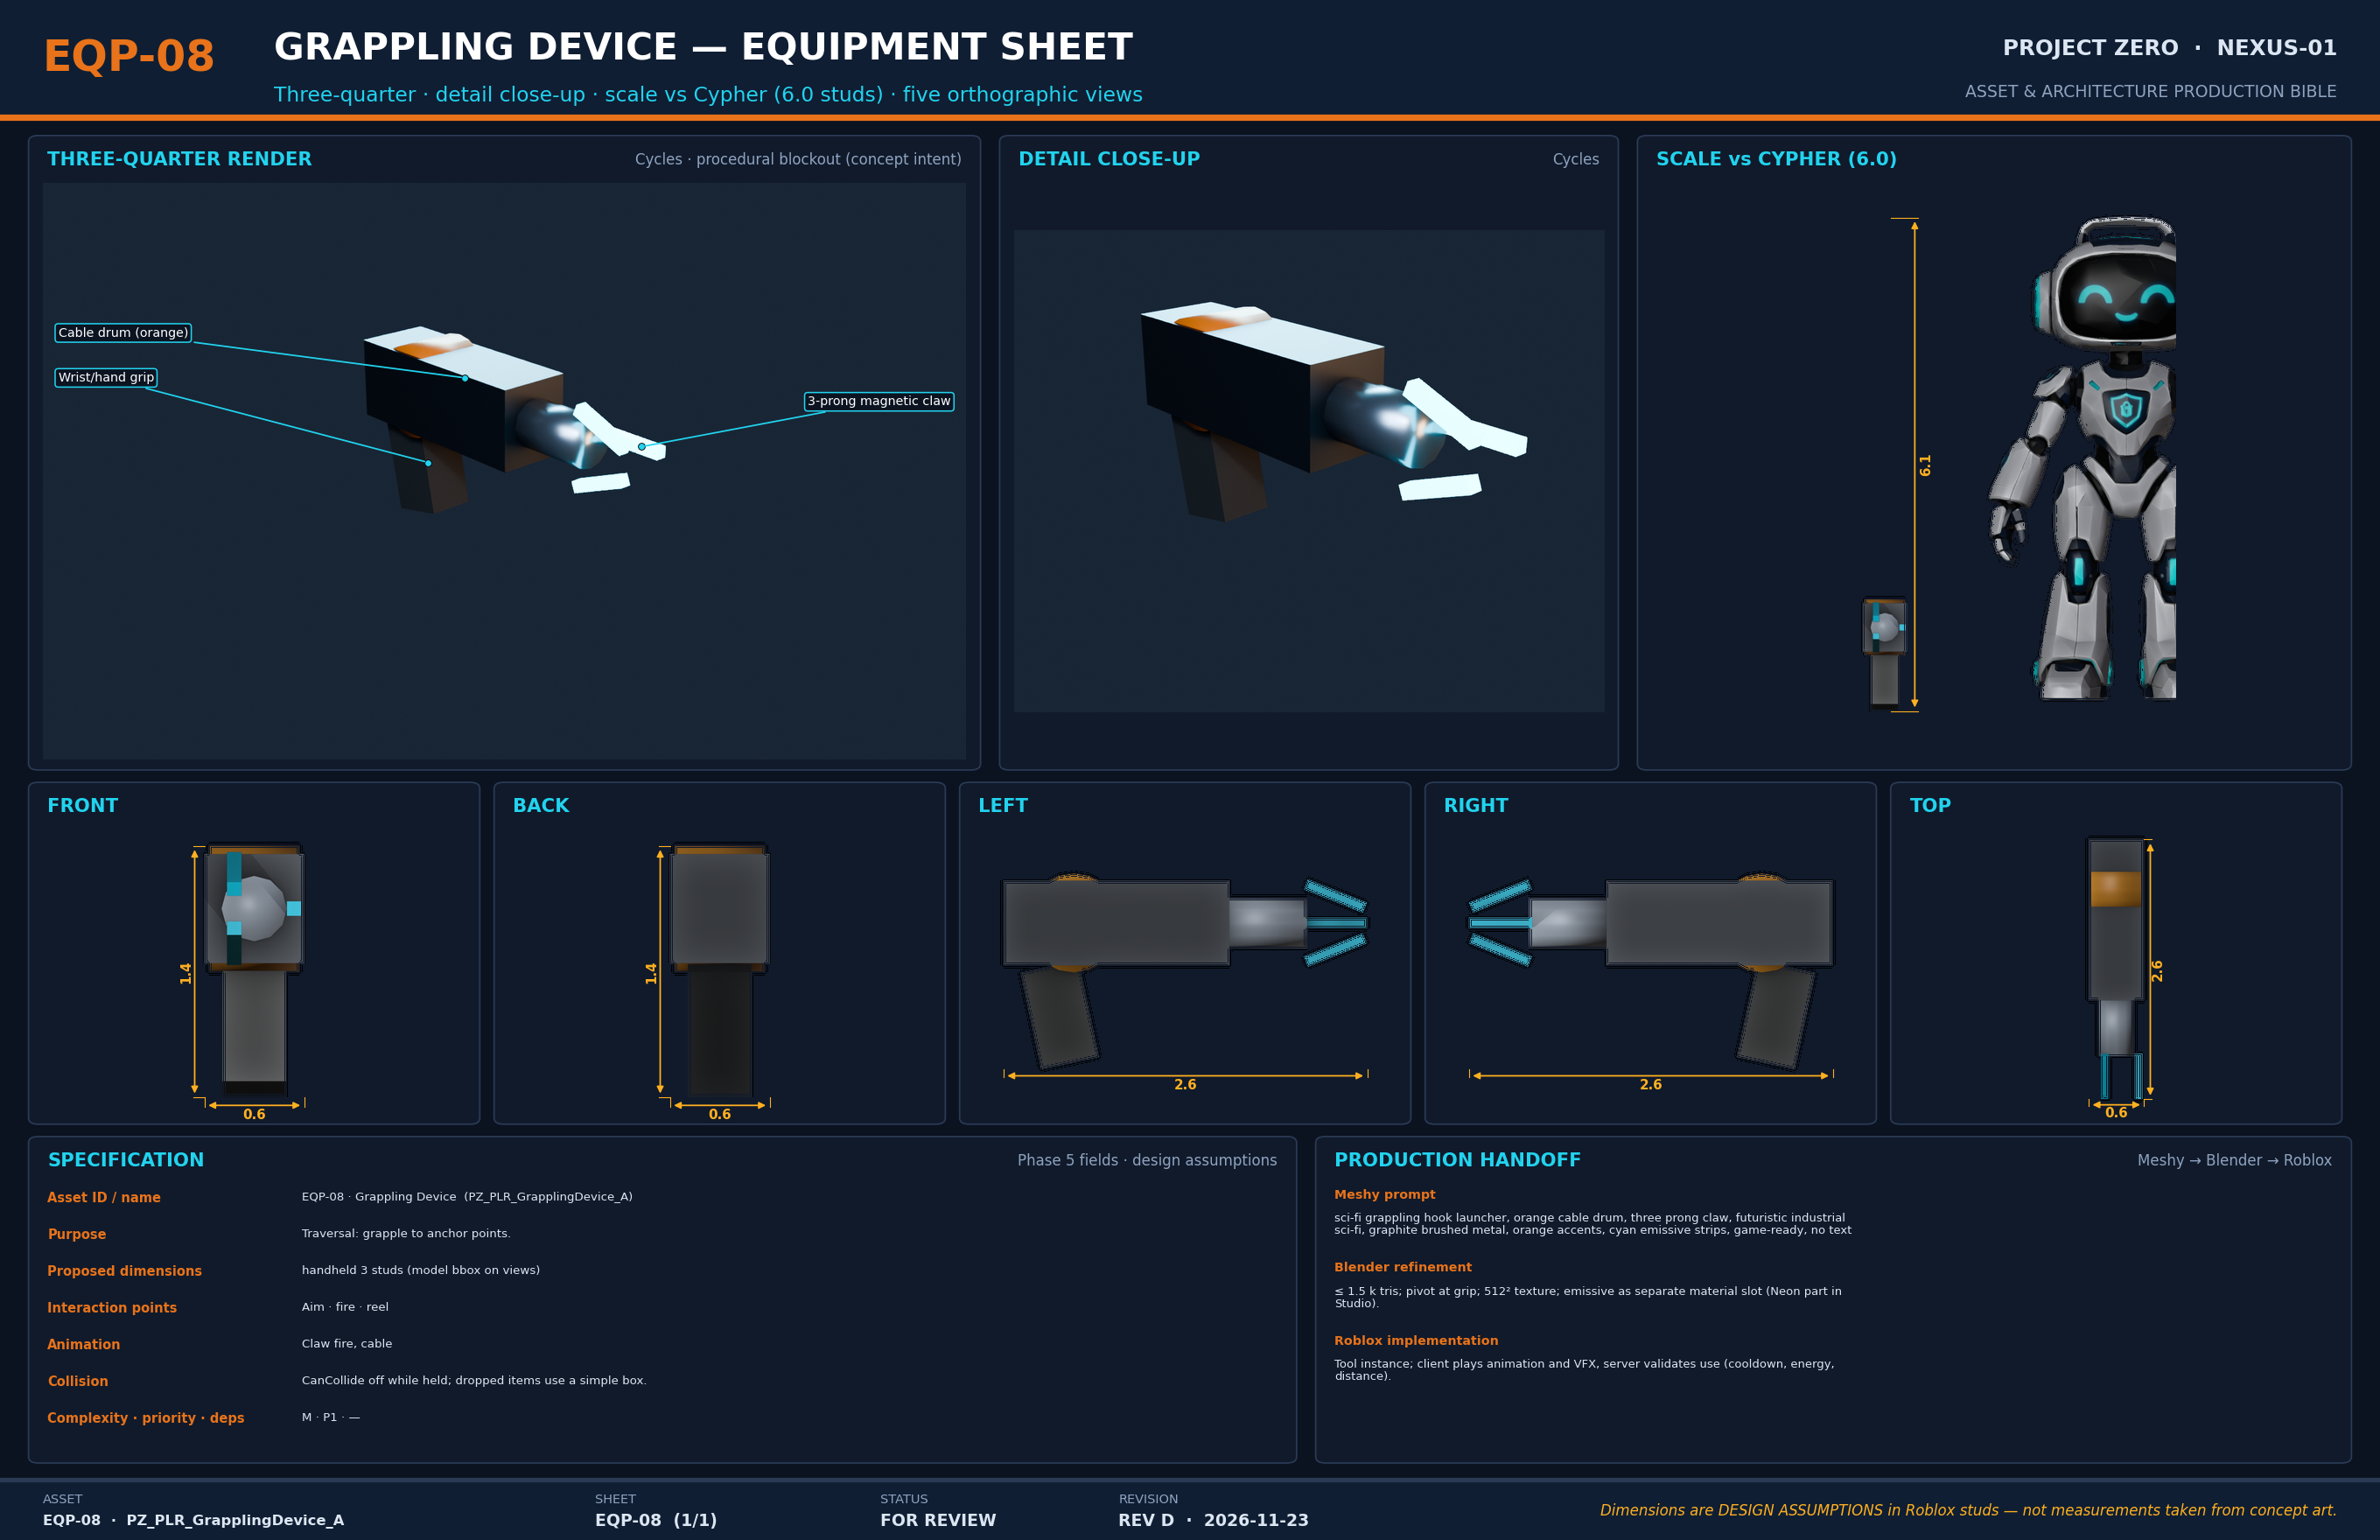 EQP-08
GRAPPLING DEVICE — EQUIPMENT SHEET
Three-quarter · detail close-up · scale vs Cypher (6.0 studs) · five orthographic views
PROJECT ZERO · NEXUS-01
ASSET & ARCHITECTURE PRODUCTION BIBLE
THREE-QUARTER RENDER
Cycles · procedural blockout (concept intent)
Cable drum (orange)
Wrist/hand grip
3-prong magnetic claw
DETAIL CLOSE-UP
Cycles
SCALE vs CYPHER (6.0)
6.1
FRONT
1.4
0.6
BACK
1.4
0.6
LEFT
2.6
RIGHT
2.6
TOP
2.6
0.6
SPECIFICATION
Phase 5 fields · design assumptions
Asset ID / name
EQP-08 · Grappling Device (PZ_PLR_GrapplingDevice_A)
Purpose
Traversal: grapple to anchor points.
Proposed dimensions
handheld 3 studs (model bbox on views)
Interaction points
Aim · fire · reel
Animation
Claw fire, cable
Collision
CanCollide off while held; dropped items use a simple box.
Complexity · priority · deps
M · P1 · —
PRODUCTION HANDOFF
Meshy → Blender → Roblox
Meshy prompt
sci-fi grappling hook launcher, orange cable drum, three prong claw, futuristic industrial
sci-fi, graphite brushed metal, orange accents, cyan emissive strips, game-ready, no text
Blender refinement
≤ 1.5 k tris; pivot at grip; 512² texture; emissive as separate material slot (Neon part in
Studio).
Roblox implementation
Tool instance; client plays animation and VFX, server validates use (cooldown, energy,
distance).
ASSET
EQP-08 · PZ_PLR_GrapplingDevice_A
SHEET
EQP-08 (1/1)
STATUS
FOR REVIEW
REVISION
REV D · 2026-11-23
Dimensions are DESIGN ASSUMPTIONS in Roblox studs — not measurements taken from concept art.